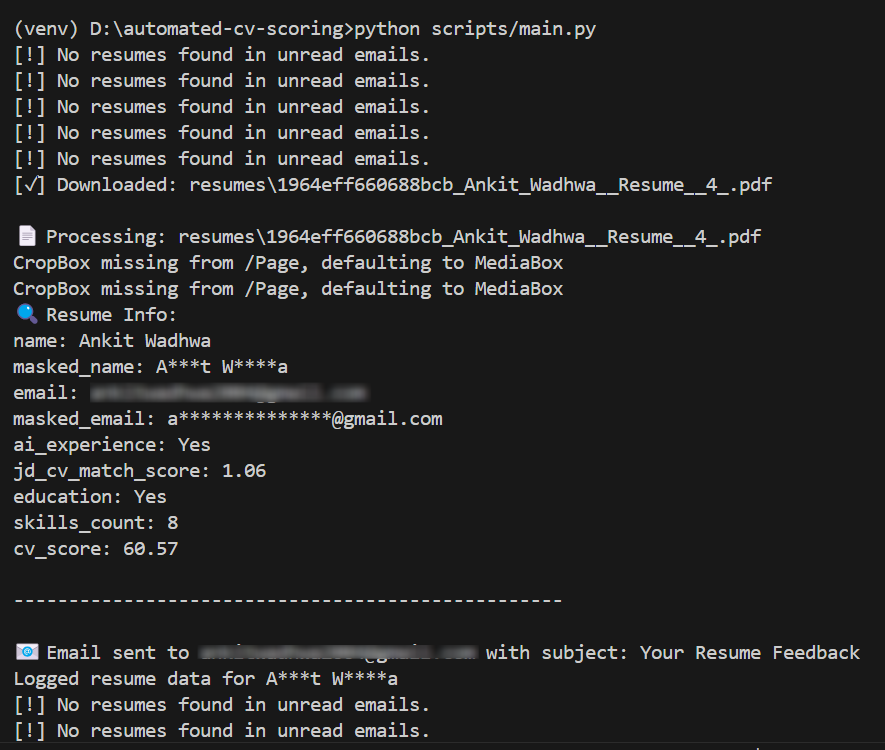 (venv) D:\automated-cv-scoring>python scripts/main.py
[!] No resumes found in unread emails.
[!] No resumes found in unread emails.
[!] No resumes found in unread emails.
[!] No resumes found in unread emails.
[!] No resumes found in unread emails.
[✓] Downloaded: resumes\1964eff660688bcb_Ankit_Wadhwa__Resume__4_.pdf
Processing: resumes\1964eff660688bcb_Ankit_Wadhwa__Resume__4_.pdf
CropBox missing from /Page, defaulting to MediaBox
CropBox missing from /Page, defaulting to MediaBox
Resume Info:
name: Ankit Wadhwa
masked_name: A***t W****a
email:
masked_email: a**************@gmail.com
ai_experience: Yes
jd_cv_match_score: 1.06
education: Yes
skills_count: 8
cv_score: 60.57
--------------------------------------------------
Email sent to with subject: Your Resume Feedback
Logged resume data for A***t W****a
[!] No resumes found in unread emails.
[!] No resumes found in unread emails.